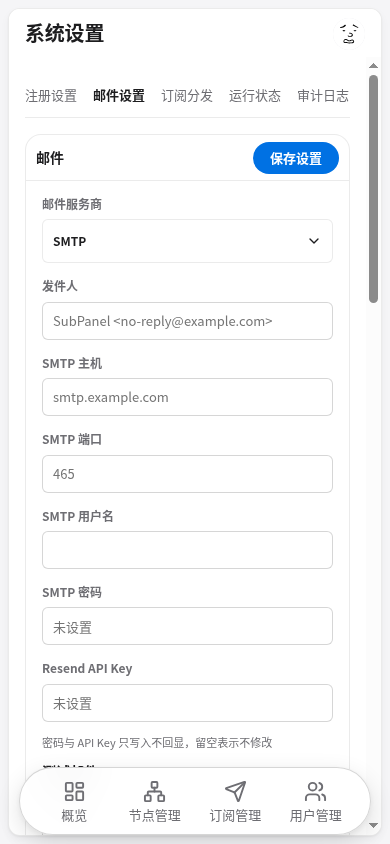 系统设置
注册设置 邮件设置 订阅分发 运行状态 审计日志
邮件 保存设置
邮件服务商
SMTP
发件人
SubPanel <no-reply@example.com>
SMTP 主机
smtp.example.com
SMTP 端口
465
SMTP 用户名
SMTP 密码
未设置
Resend API Key
未设置
密码与 API Key 只写入不回显，留空表示不修改
概览 节点管理 订阅管理 用户管理